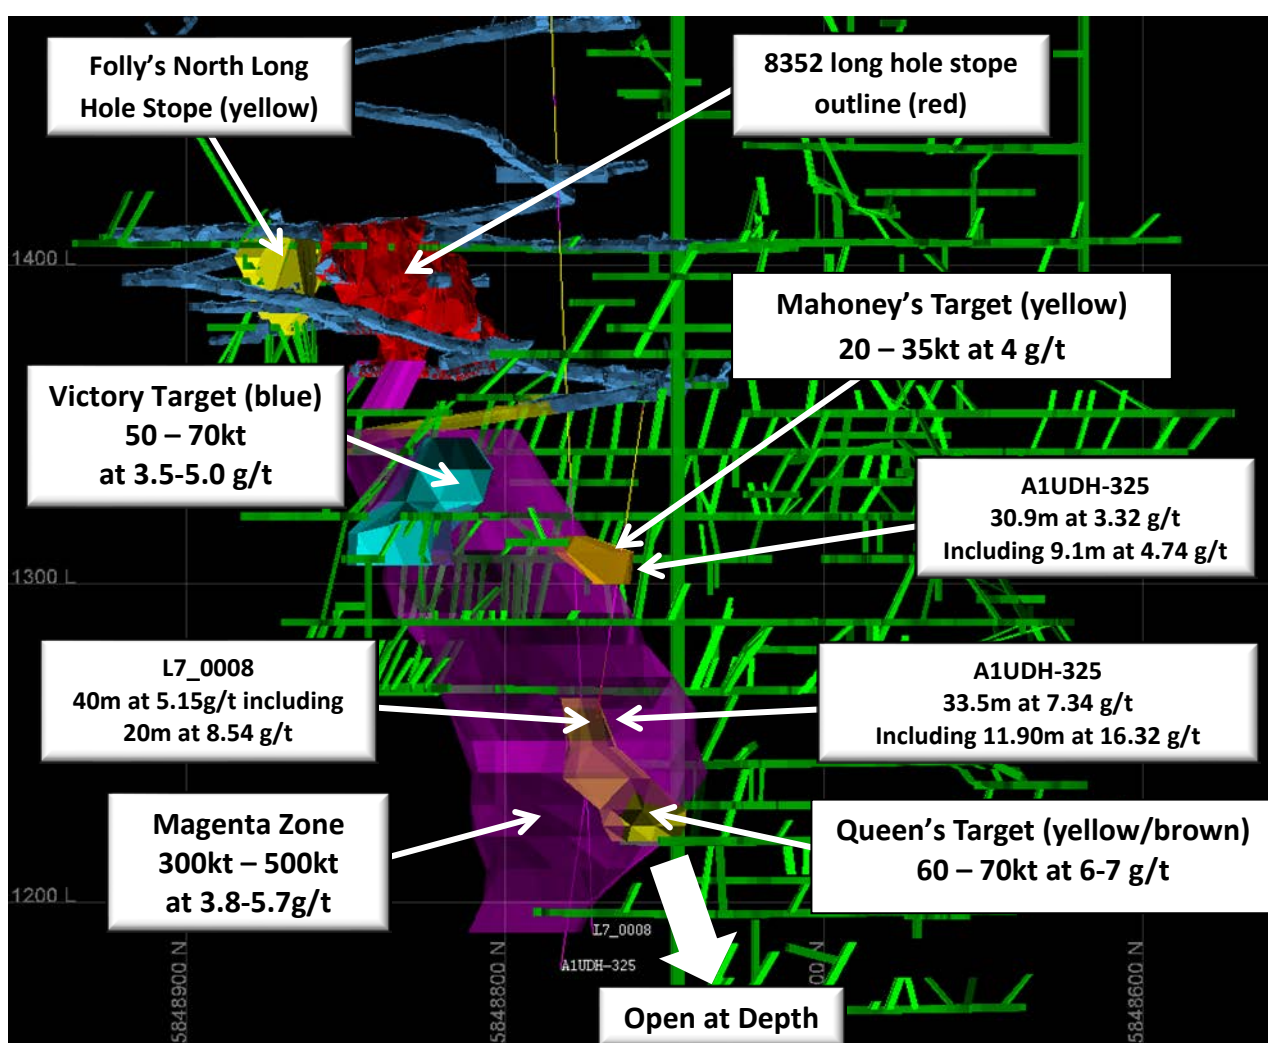 Folly's North Long
Hole Stope (yellow)
8352 long hole stope
outline (red)
1400 L
Mahoney's Target (yellow)
20 – 35kt at 4 g/t
Victory Target (blue)
50 – 70kt
at 3.5-5.0 g/t
A1UDH-325
30.9m at 3.32 g/t
Including 9.1m at 4.74 g/t
1300 L
L7_0008
40m at 5.15g/t including
20m at 8.54 g/t
A1UDH-325
33.5m at 7.34 g/t
Including 11.90m at 16.32 g/t
Magenta Zone
300kt – 500kt
at 3.8-5.7g/t
Queen's Target (yellow/brown)
60 – 70kt at 6-7 g/t
1200 L
L7_0008
A1UDH-325
5848900 N
5848800 N
00 N
5848600 N
Open at Depth